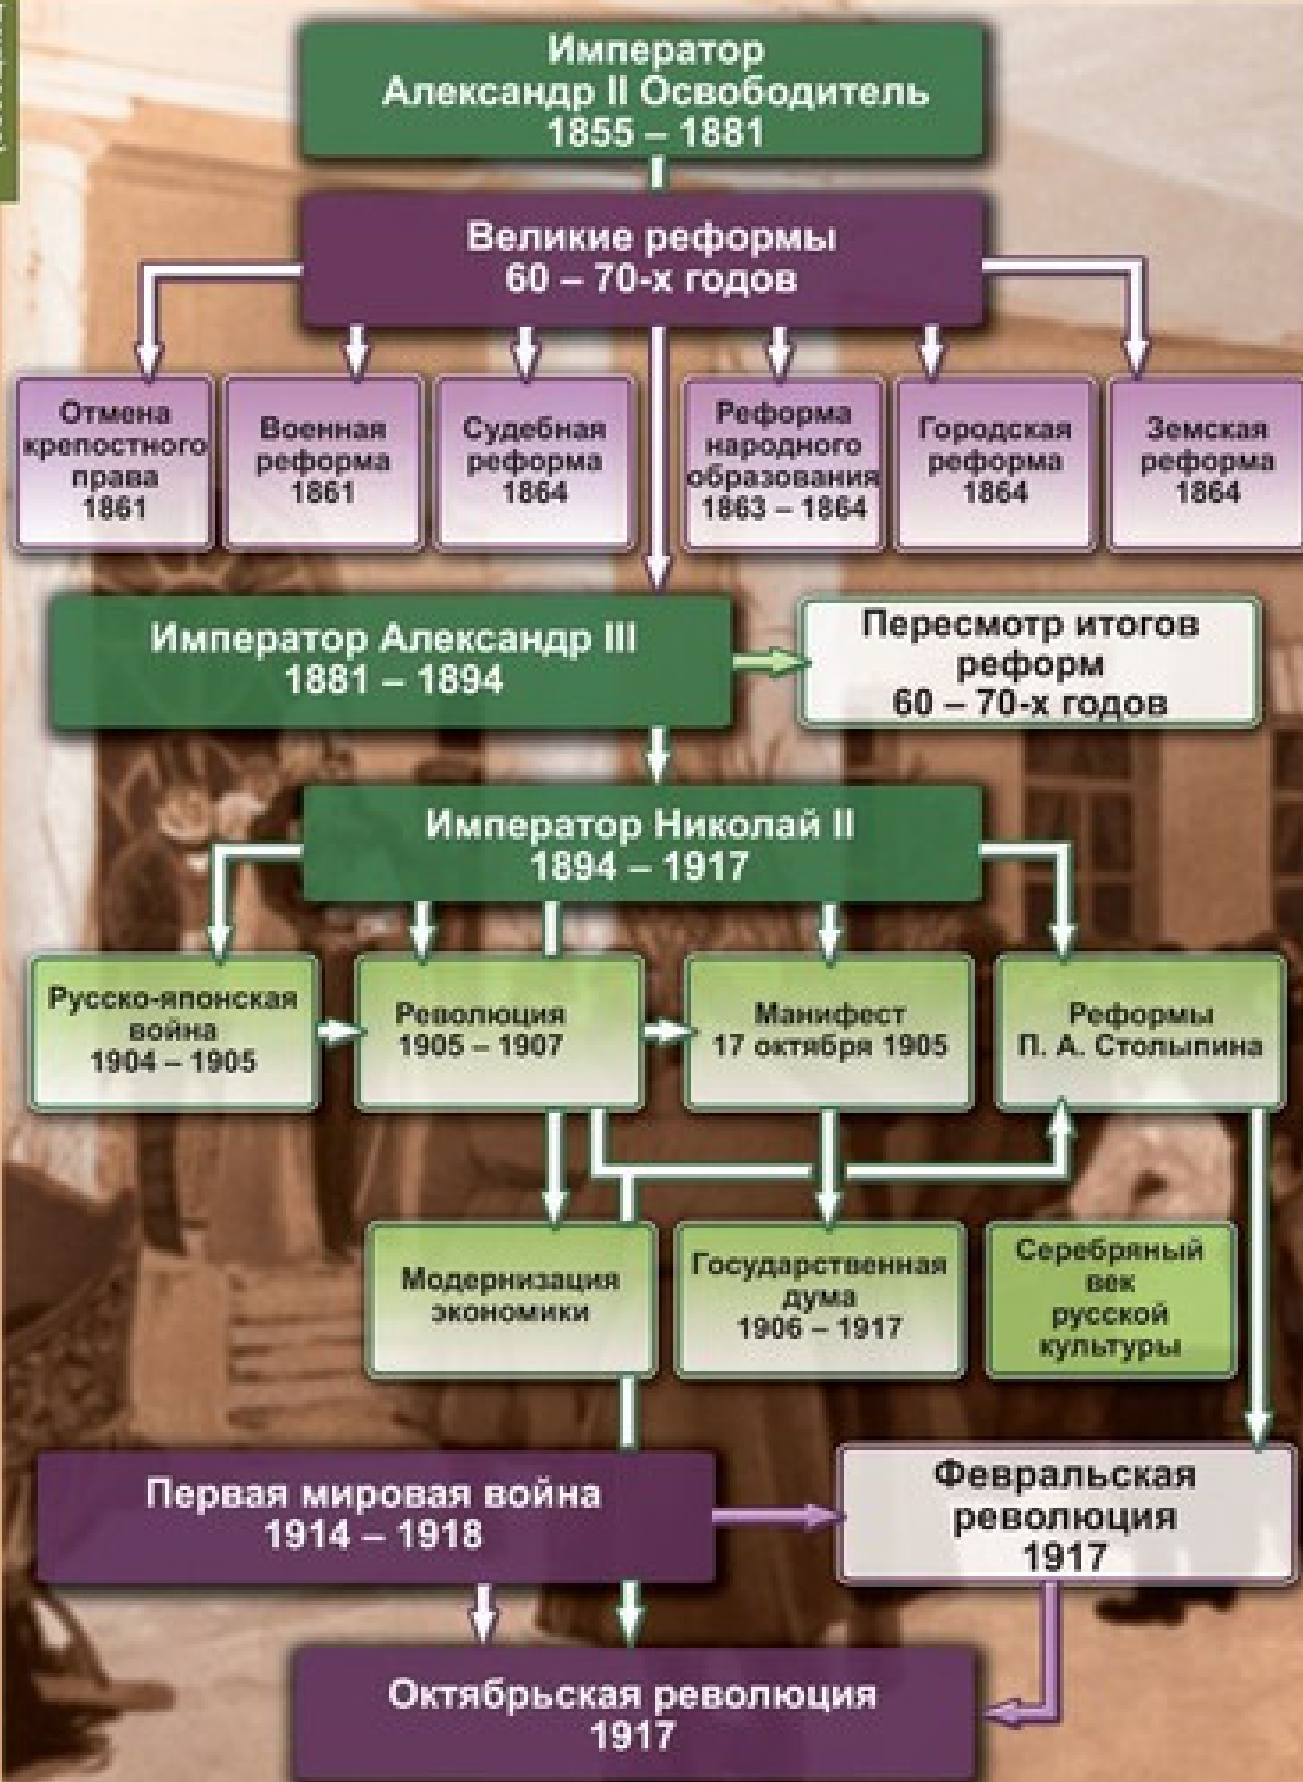 Император
Александр II Освободитель
1855 – 1881
Великие реформы
60 – 70-х годов
Отмена
крепостного
права
1861
Военная
реформа
1861
Судебная
реформа
1864
Реформа
народного
образования
1863 – 1864
Городская
реформа
1864
Земская
реформа
1864
Император Александр III
1881 – 1894
Пересмотр итогов
реформ
60 – 70-х годов
Император Николай II
1894 – 1917
Русско-японская
война
1904 – 1905
Революция
1905 – 1907
Манифест
17 октября 1905
Реформы
П. А. Столыпина
Модернизация
экономики
Государственная
дума
1906 – 1917
Серебряный
век
русской
культуры
Первая мировая война
1914 – 1918
Февральская
революция
1917
Октябрьская революция
1917